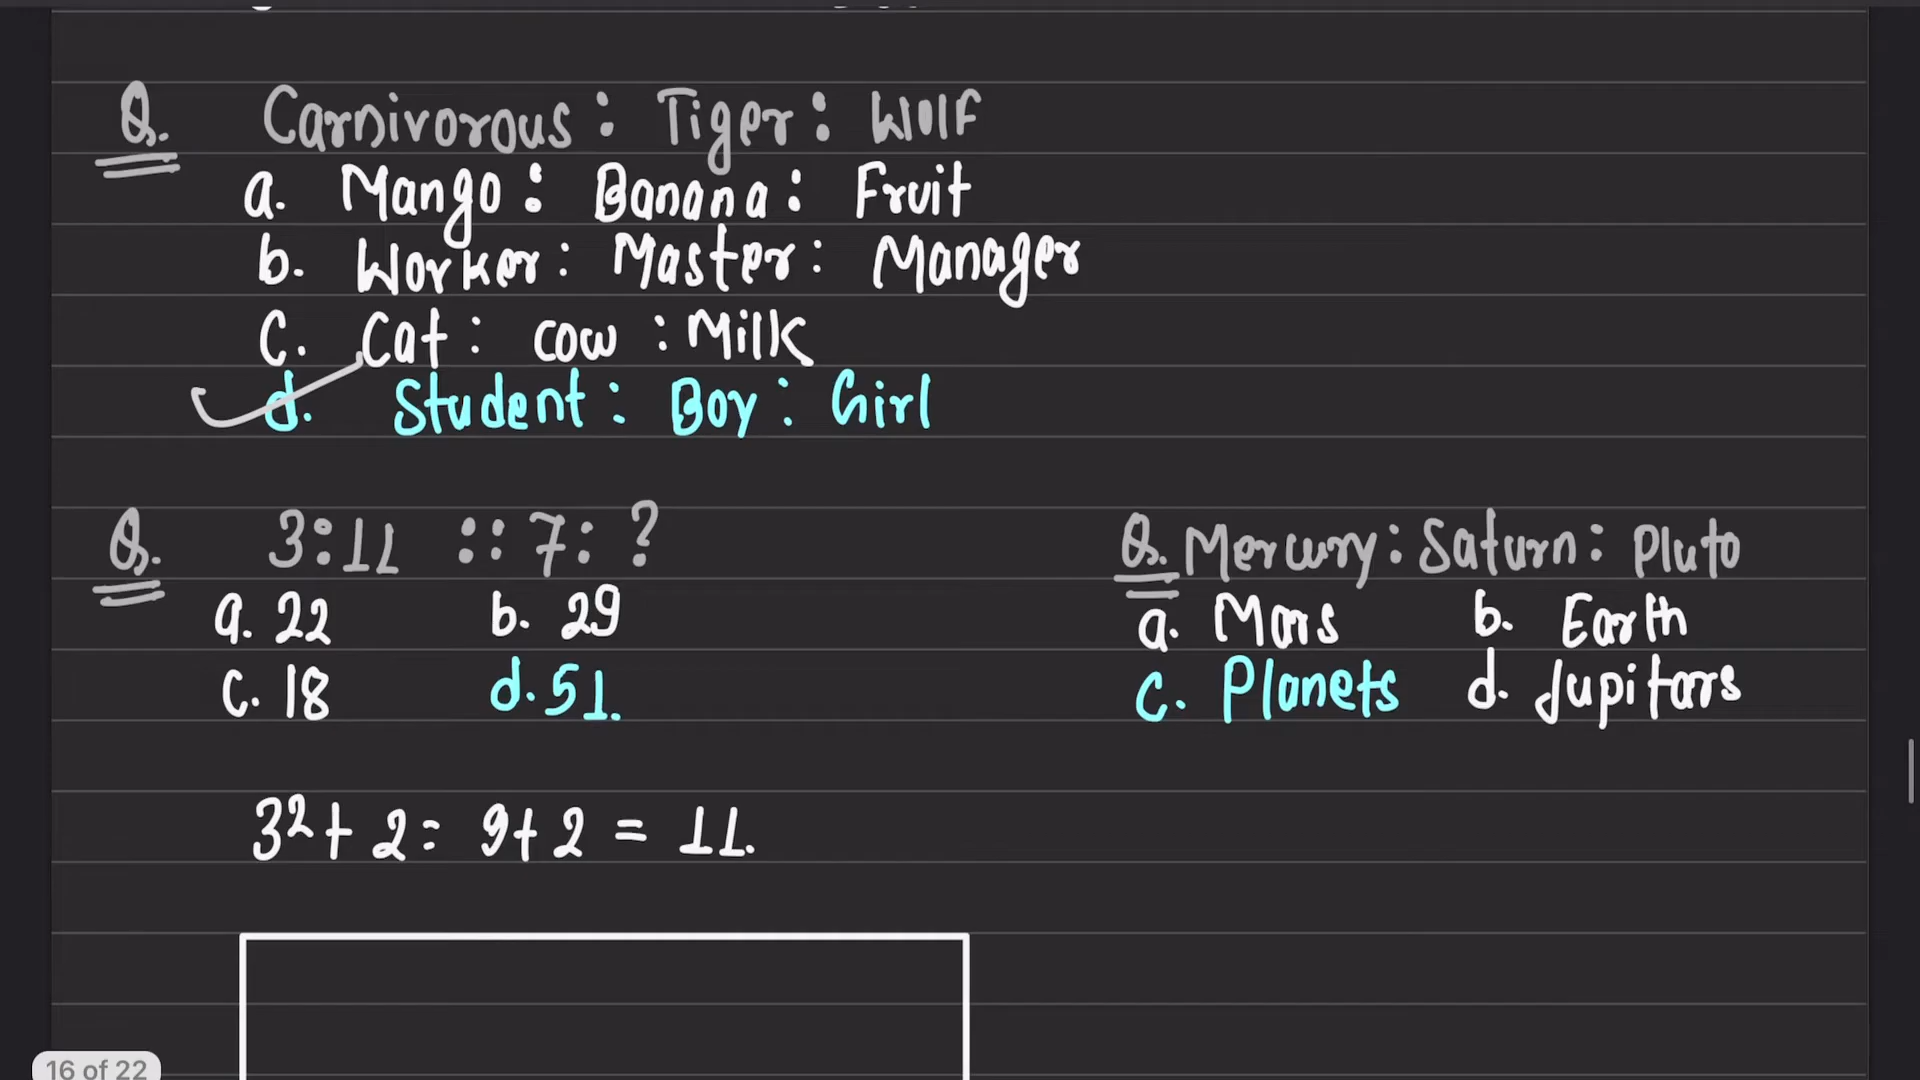 Q. Carnivorous : Tiger : Wolf
a. Mango : Banana : Fruit
b. Worker : Master : Manager
C. Cat : cow : Milk
d. Student : Boy : Girl
Q. 3:11 :: 7: ?
a. 22 b. 29
C. 18 d. 51.
Q. Mercury : Saturn : Pluto
a. Mars b. Earth
C. Planets d. Jupitars
3²+ 2 = 9+2 = 11.
16 of 22